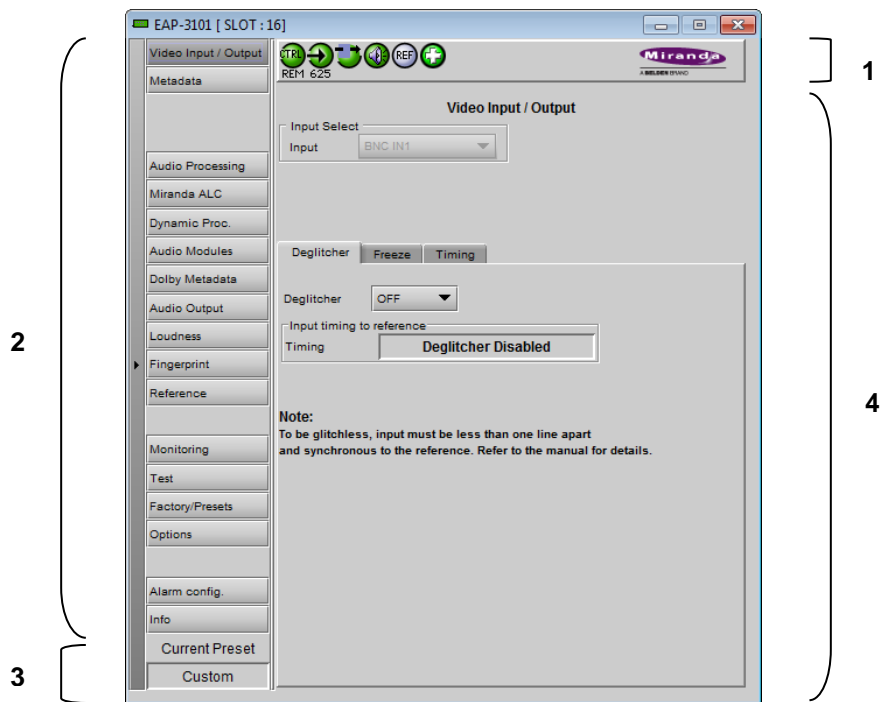 EAP-3101 [ SLOT : 16]
Video Input / Output
Metadata
Audio Processing
Miranda ALC
Dynamic Proc.
Audio Modules
Dolby Metadata
Audio Output
Loudness
Fingerprint
Reference
Monitoring
Test
Factory/Presets
Options
Alarm config.
Info
Current Preset
Custom
CTRL
REF
REM 625
Miranda
A BELDEN BRAND
Video Input / Output
Input Select
Input BNC IN1
Deglitcher Freeze Timing
Deglitcher OFF
Input timing to reference
Timing Deglitcher Disabled
Note:
To be glitchless, input must be less than one line apart
and synchronous to the reference. Refer to the manual for details.
1
2
3
4